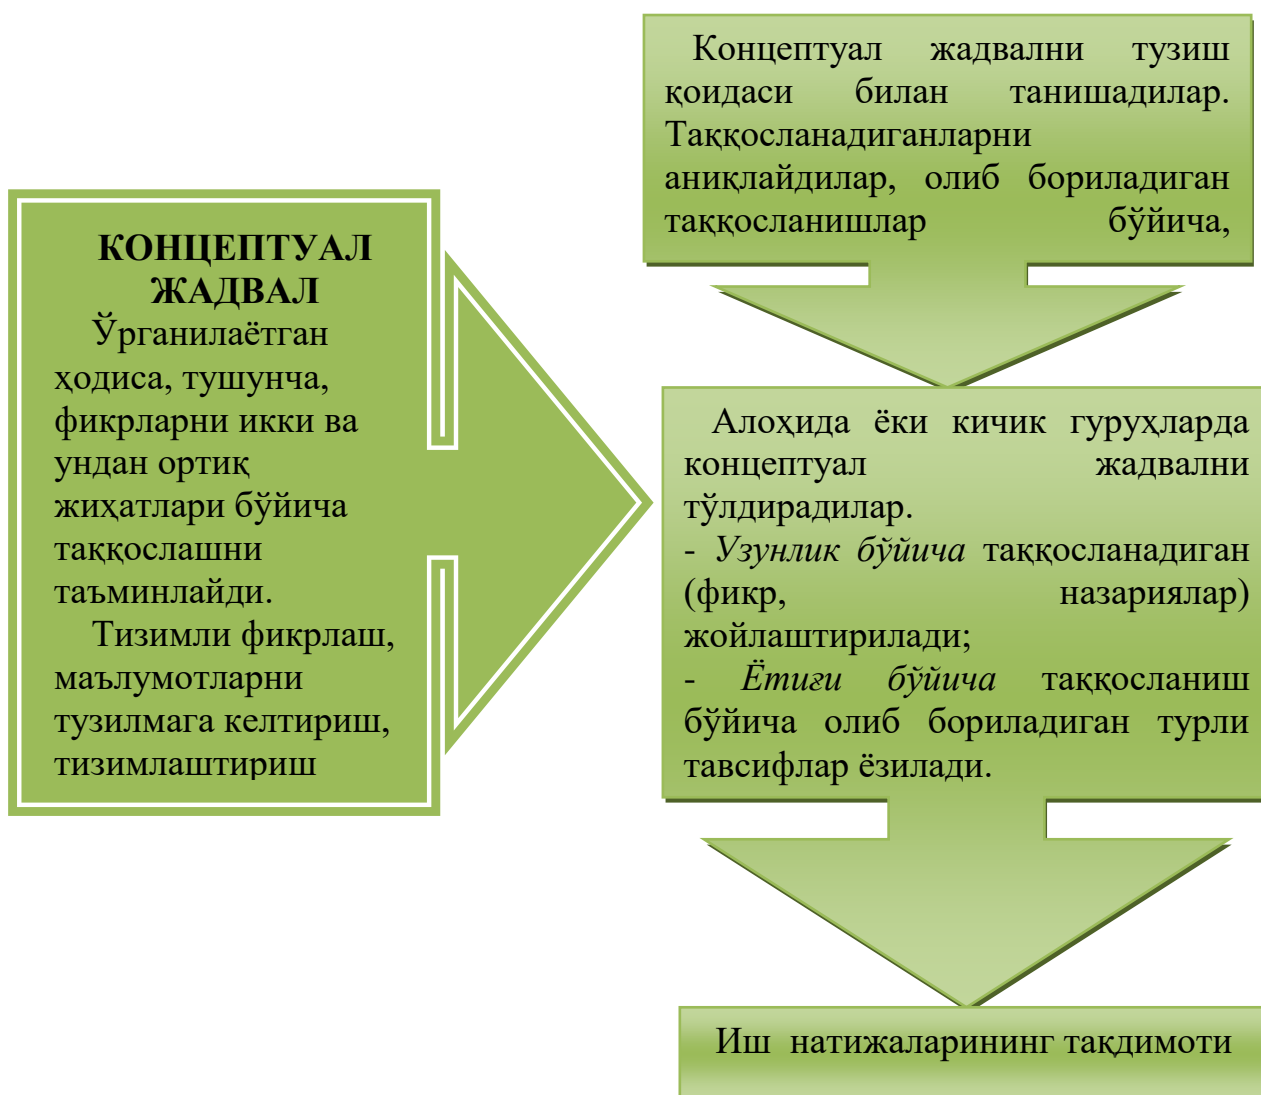 КОНЦЕПТУАЛ
ЖАДВАЛ
Ўрганилаётган
ҳодиса, тушунча,
фикрларни икки ва
ундан ортиқ
жиҳатлари бўйича
таққослашни
таъминлайди.
Тизимли фикрлаш,
маълумотларни
тузилмага келтириш,
тизимлаштириш
Концептуал жадвални тузиш
қоидаси билан танишадилар.
Таққосланадиганларни
аниқлайдилар, олиб бориладиган
таққосланишлар бўйича,
Алоҳида ёки кичик гуруҳларда
концептуал жадвални
тўлдирадилар.
- Узунлик бўйича таққосланадиган
(фикр, назариялар)
жойлаштирилади;
- Ётиғи бўйича таққосланиш
бўйича олиб бориладиган турли
тавсифлар ёзилади.
Иш натижаларининг тақдимоти